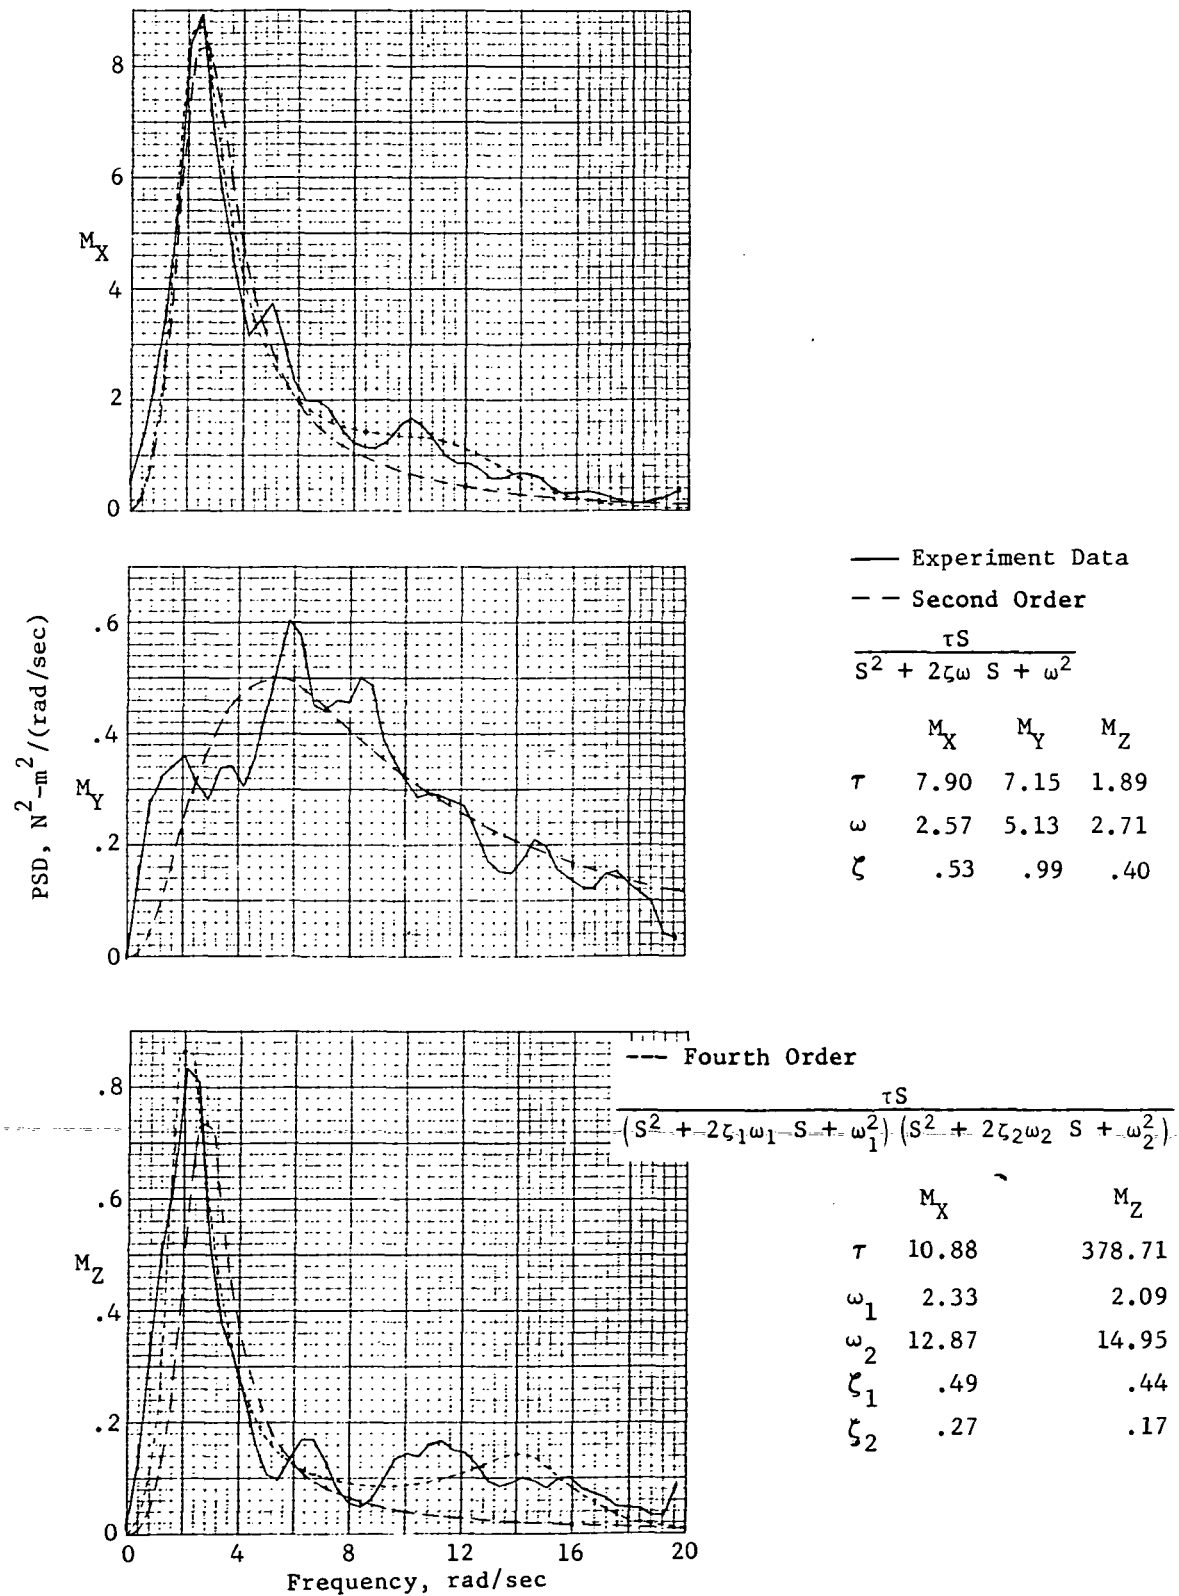 8
6
M_X
4
2
0
PSD, N^2-m^2/(rad/sec)
.6
.4
M_Y
.2
0
—— Experiment Data
– – Second Order
τS
S^2 + 2ζω S + ω^2
M_X M_Y M_Z
τ 7.90 7.15 1.89
ω 2.57 5.13 2.71
ζ .53 .99 .40
.8
.6
M_Z
.4
.2
0
0 4 8 12 16 20
Frequency, rad/sec
--- Fourth Order
τS
(S^2 + 2ζ_1ω_1 S + ω_1^2) (S^2 + 2ζ_2ω_2 S + ω_2^2)
M_X M_Z
τ 10.88 378.71
ω_1 2.33 2.09
ω_2 12.87 14.95
ζ_1 .49 .44
ζ_2 .27 .17